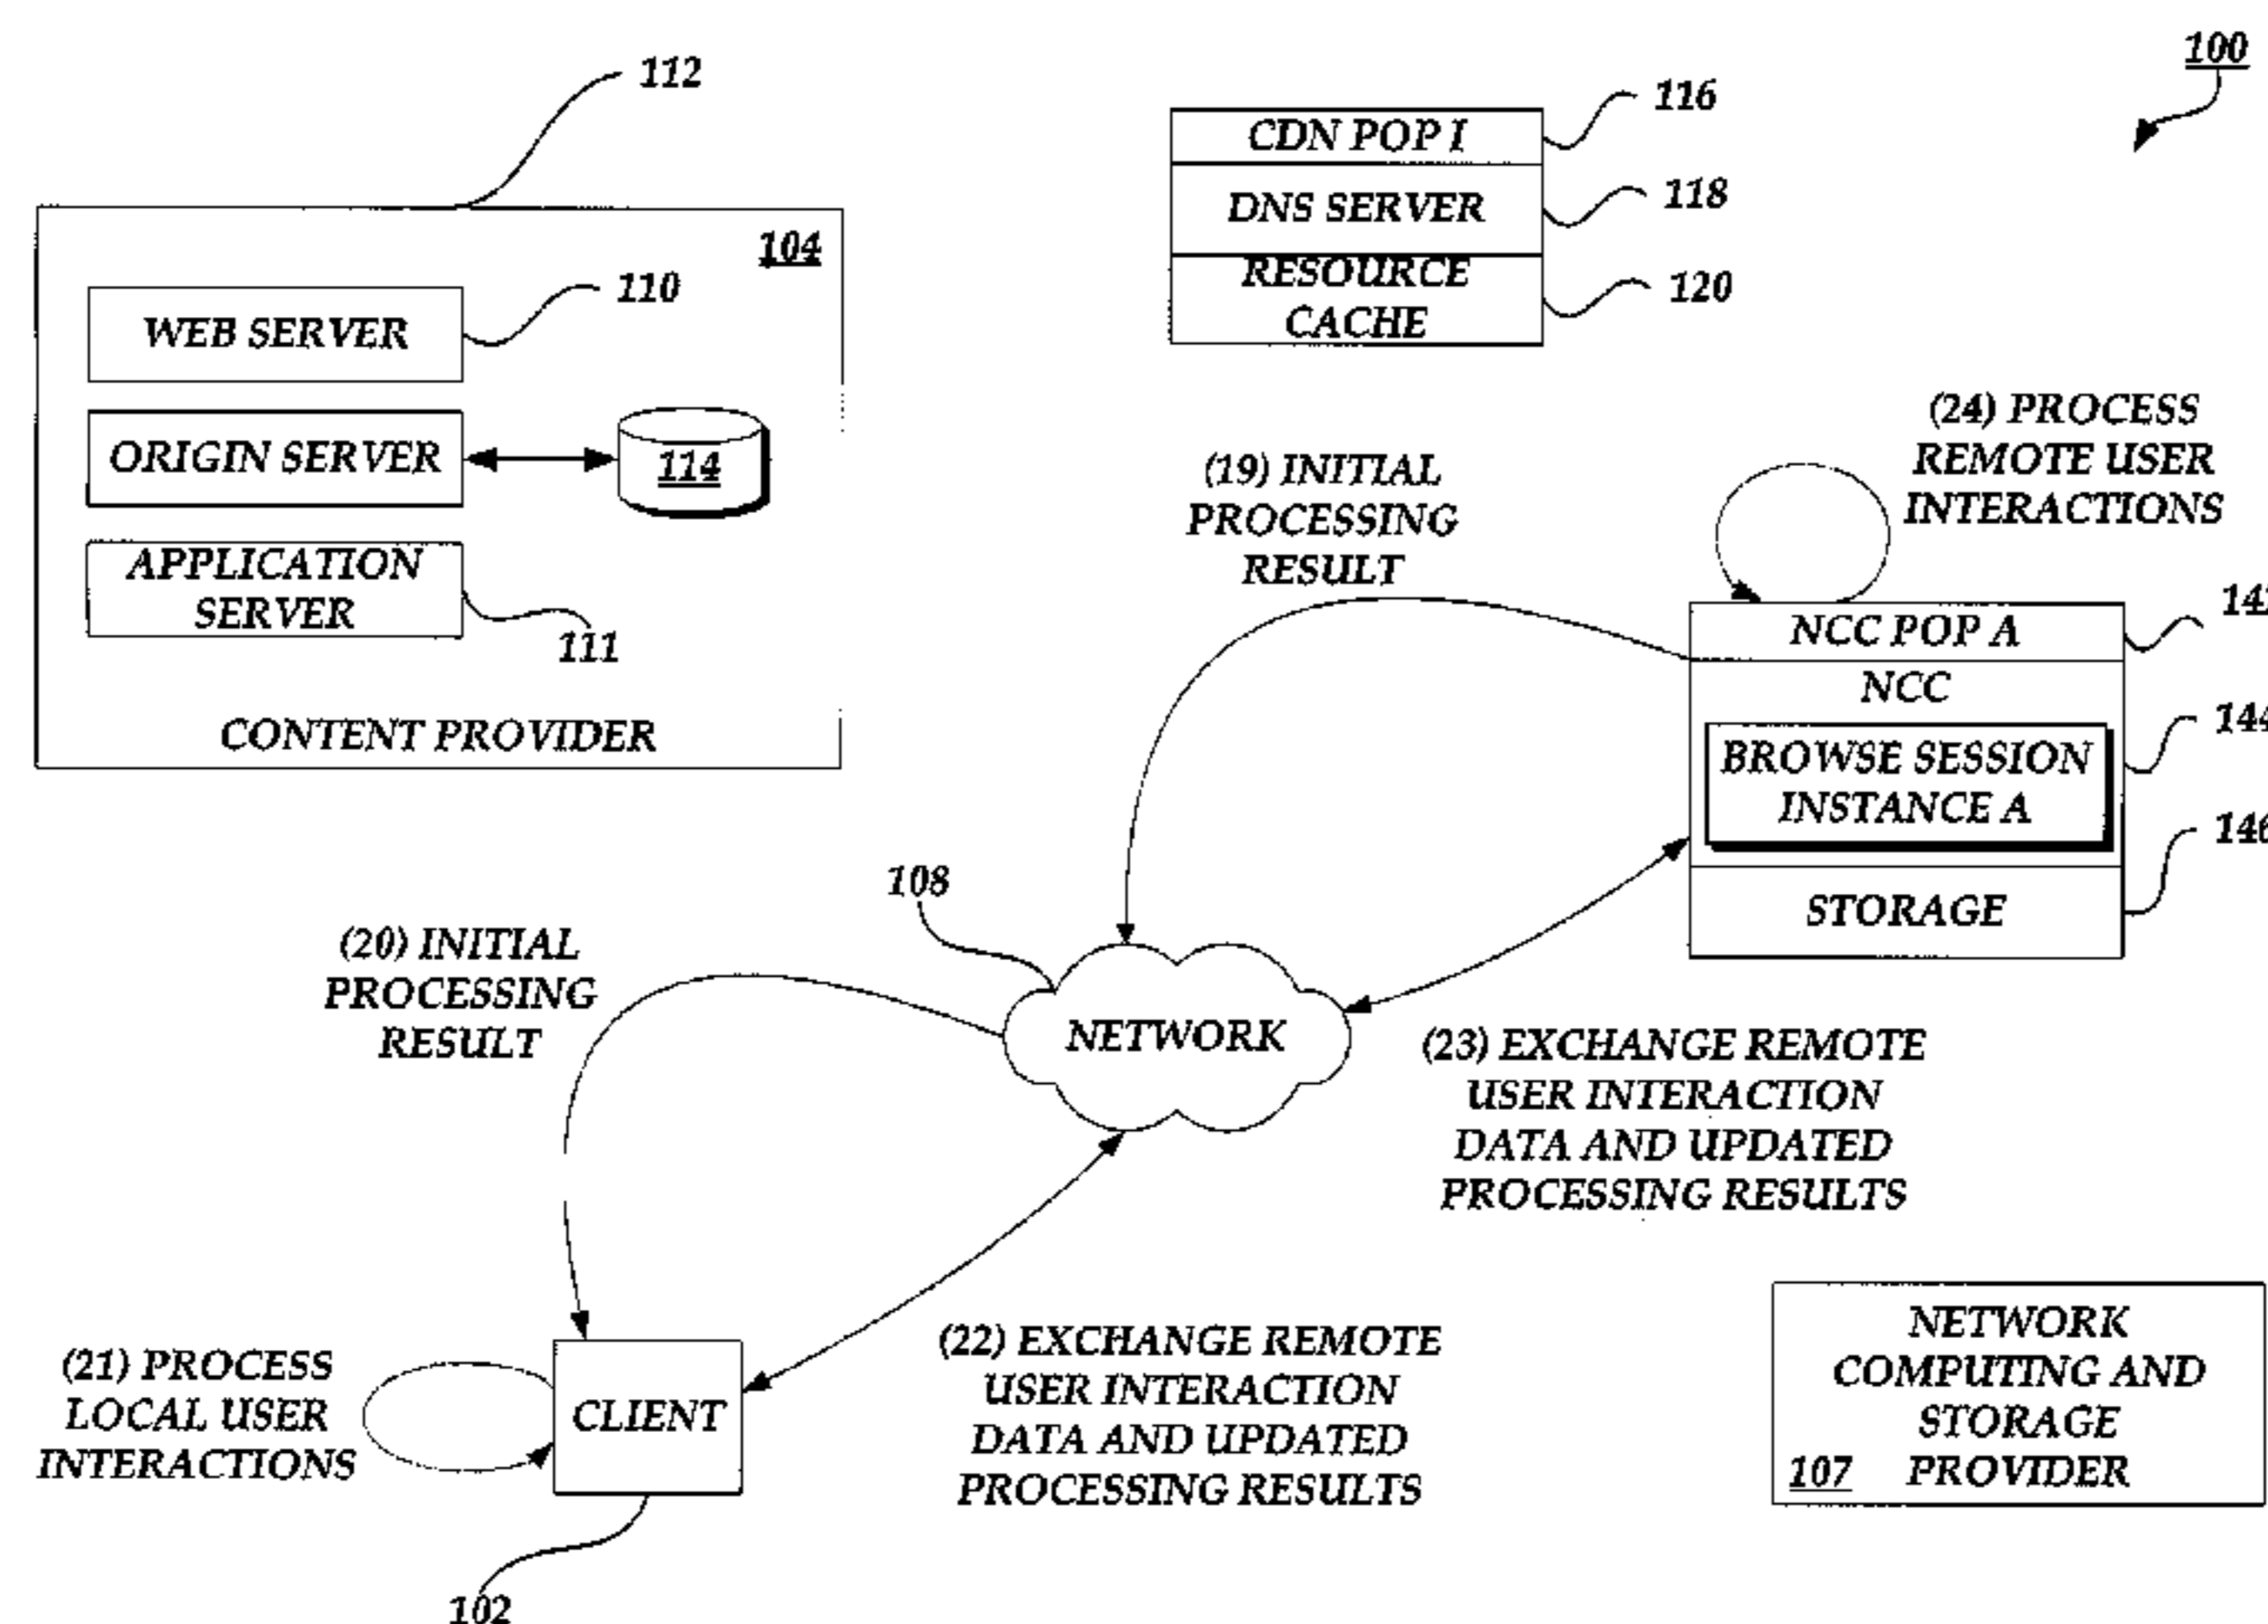 100
112
104
WEB SERVER
110
ORIGIN SERVER
114
APPLICATION
SERVER
111
CONTENT PROVIDER
CDN POP I
116
DNS SERVER
118
RESOURCE
CACHE
120
(19) INITIAL
PROCESSING
RESULT
(24) PROCESS
REMOTE USER
INTERACTIONS
NCC POP A
NCC
144
BROWSE SESSION
INSTANCE A
146
STORAGE
108
NETWORK
(20) INITIAL
PROCESSING
RESULT
(23) EXCHANGE REMOTE
USER INTERACTION
DATA AND UPDATED
PROCESSING RESULTS
(21) PROCESS
LOCAL USER
INTERACTIONS
CLIENT
102
(22) EXCHANGE REMOTE
USER INTERACTION
DATA AND UPDATED
PROCESSING RESULTS
NETWORK
COMPUTING AND
STORAGE
107 PROVIDER